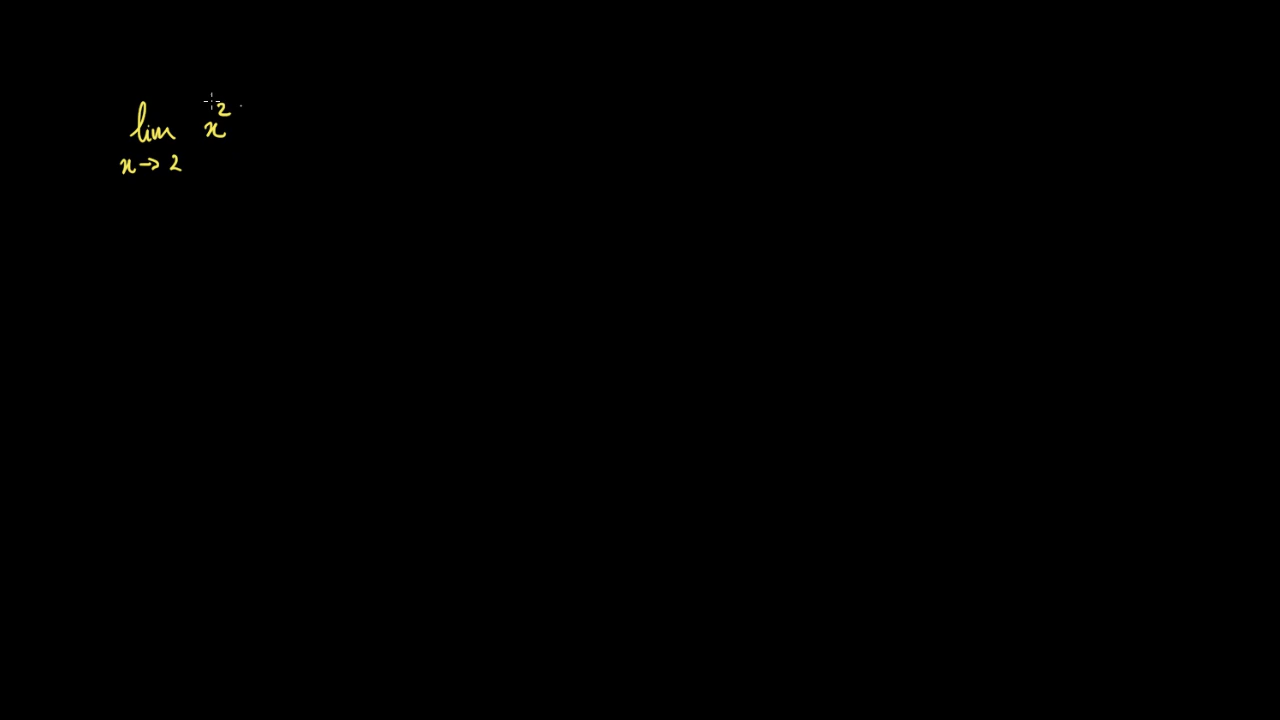 lim x²
x → 2